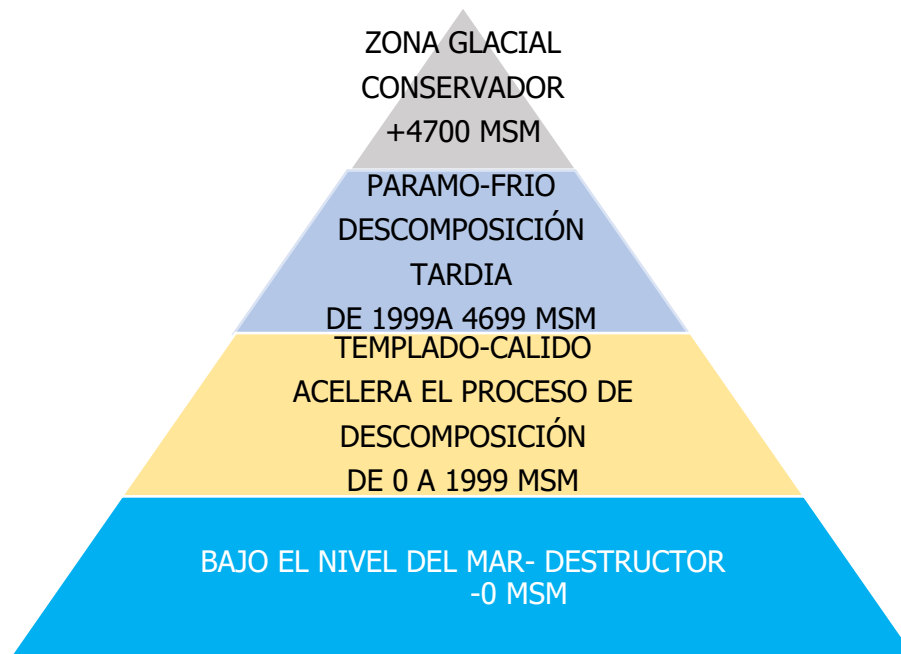 ZONA GLACIAL
CONSERVADOR
+4700 MSM
PARAMO-FRIO
DESCOMPOSICIÓN
TARDIA
DE 1999A 4699 MSM
TEMPLADO-CALIDO
ACELERA EL PROCESO DE
DESCOMPOSICIÓN
DE 0 A 1999 MSM
BAJO EL NIVEL DEL MAR- DESTRUCTOR
-0 MSM